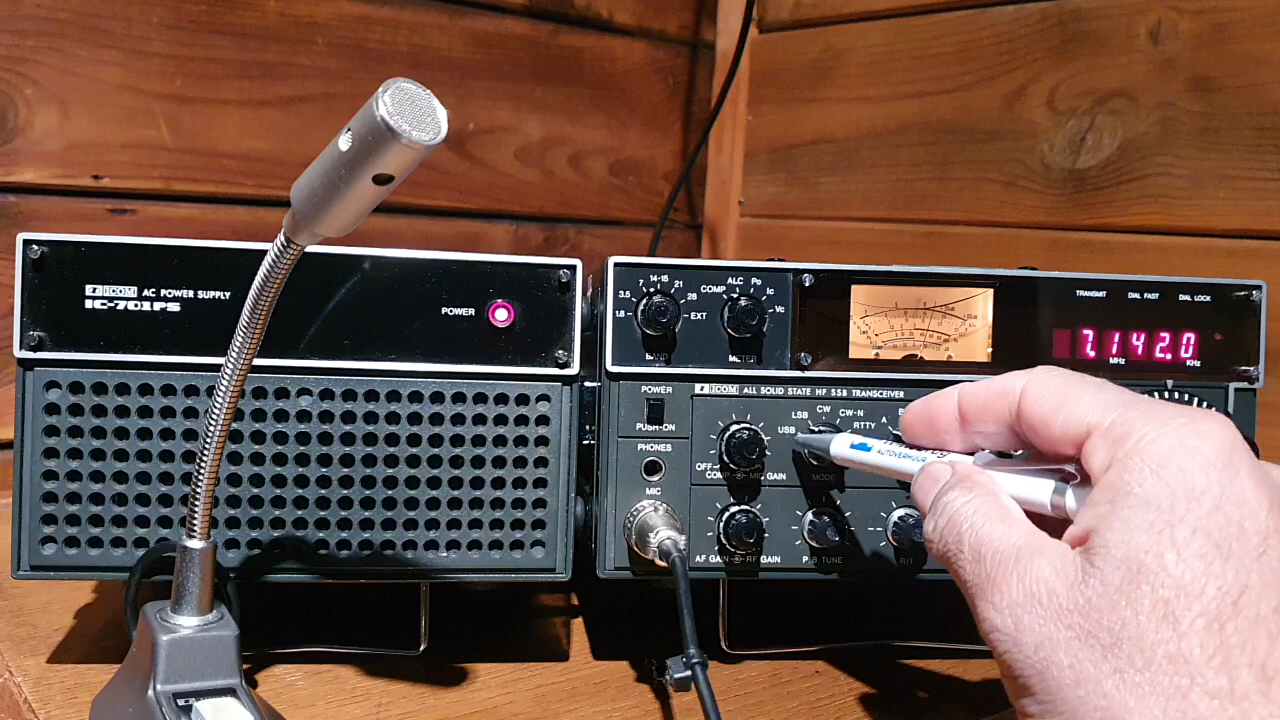 ICOM AC POWER SUPPLY
IC-701PS
POWER
1.8
3.5
7
14-15
21
28
EXT
BAND
COMP
ALC
Po
Ic
Vc
METER
TRANSMIT
DIAL FAST
DIAL LOCK
7.142.0
MHz
KHz
POWER
PUSH-ON
PHONES
MIC
ICOM ALL SOLID STATE HF SSB TRANSCEIVER
OFF
COMP
MIC GAIN
USB
LSB
CW
CW-N
RTTY
MODE
A
AUTOVERHUUR
AF GAIN
RF GAIN
P.B TUNE
RIT